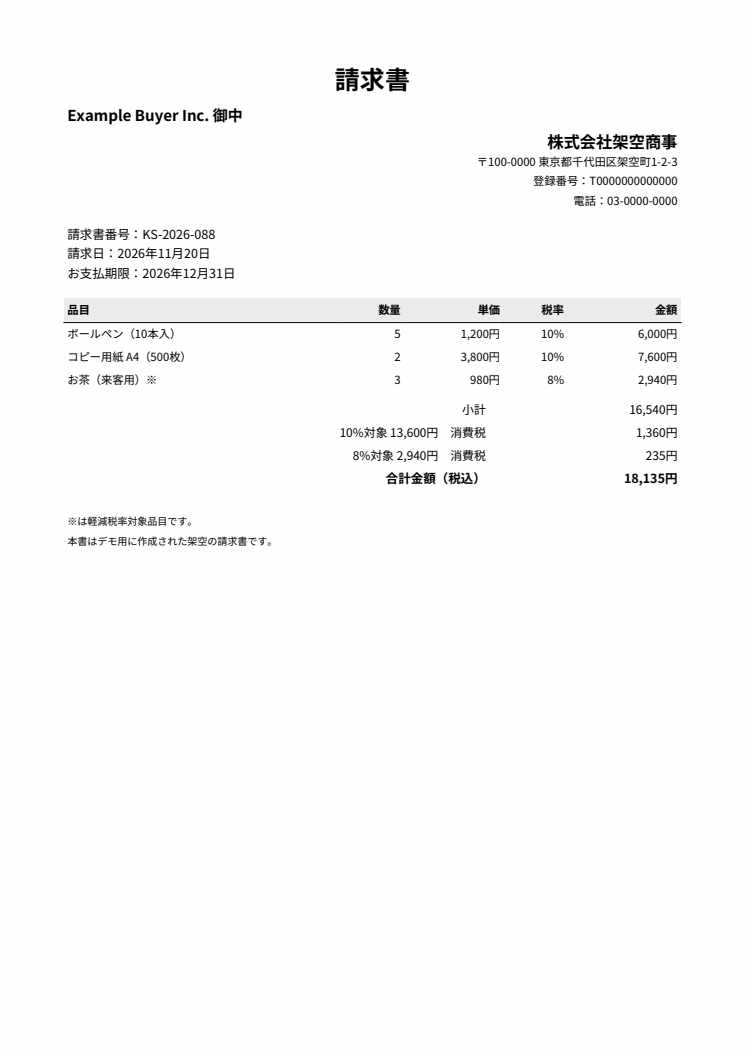 請求書
Example Buyer Inc. 御中
株式会社架空商事
〒100-0000 東京都千代田区架空町1-2-3
登録番号：T0000000000000
電話：03-0000-0000
請求書番号：KS-2026-088
請求日：2026年11月20日
お支払期限：2026年12月31日
品目 数量 単価 税率 金額
ボールペン（10本入） 5 1,200円 10% 6,000円
コピー用紙 A4（500枚） 2 3,800円 10% 7,600円
お茶（来客用）※ 3 980円 8% 2,940円
小計 16,540円
10%対象 13,600円　消費税 1,360円
8%対象 2,940円　消費税 235円
合計金額（税込） 18,135円
※は軽減税率対象品目です。
本書はデモ用に作成された架空の請求書です。